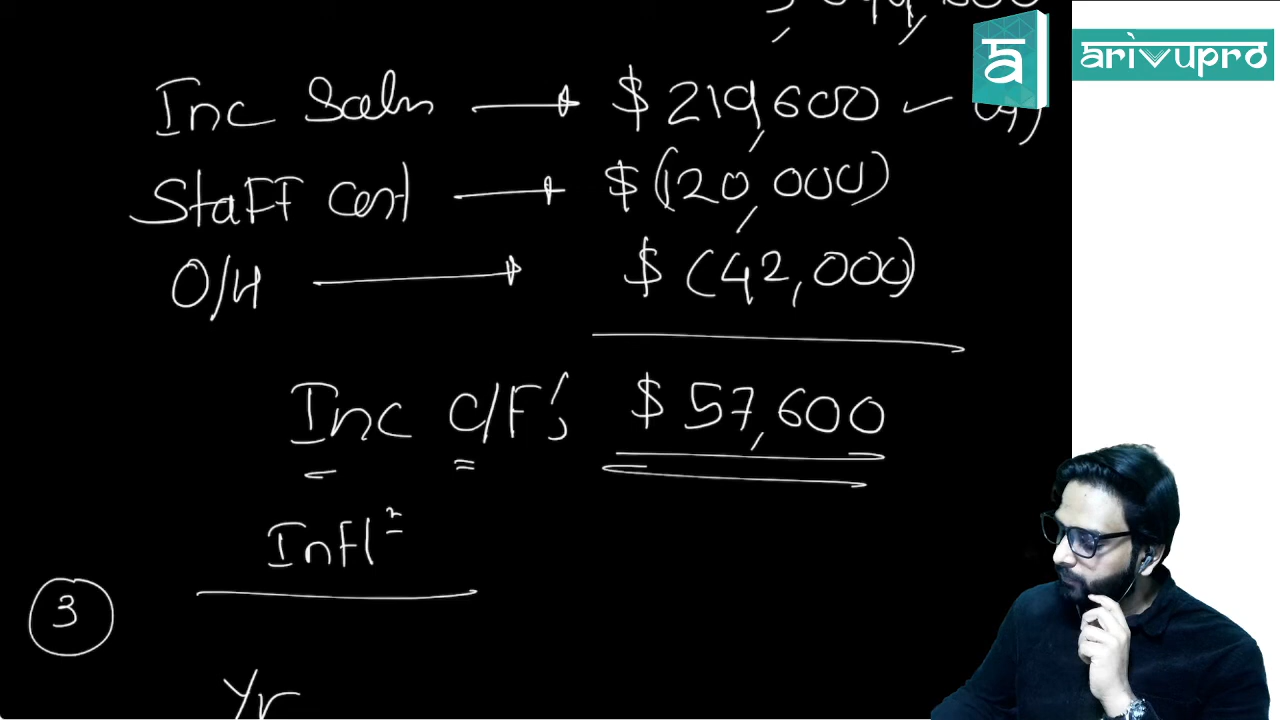 arivupro
Inc Sales → $ 219,600
Staff Cost → $ (120,000)
O/H → $ (42,000)
Inc C/F's $ 57,600
Infl
3
Yr